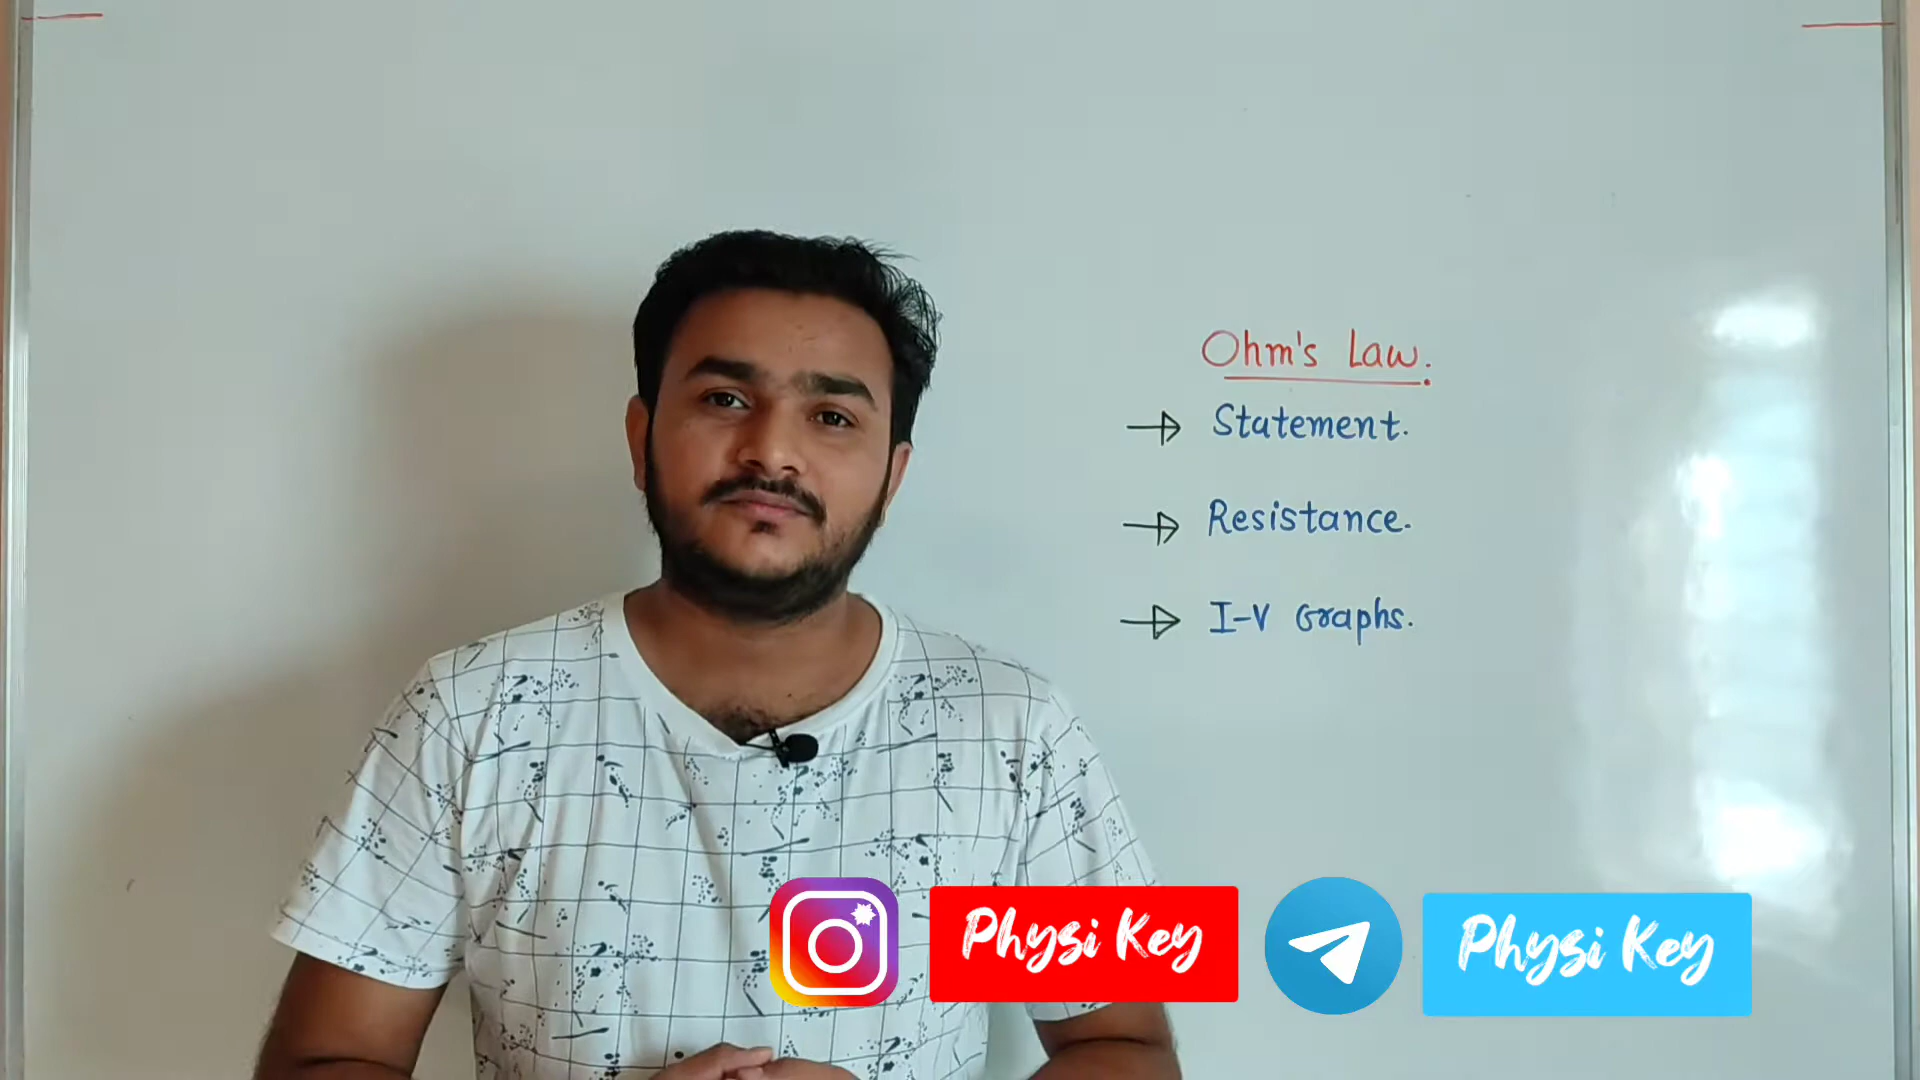 Ohm's Law.
→ Statement.
→ Resistance.
→ I-V Graphs.
Physi Key
Physi Key